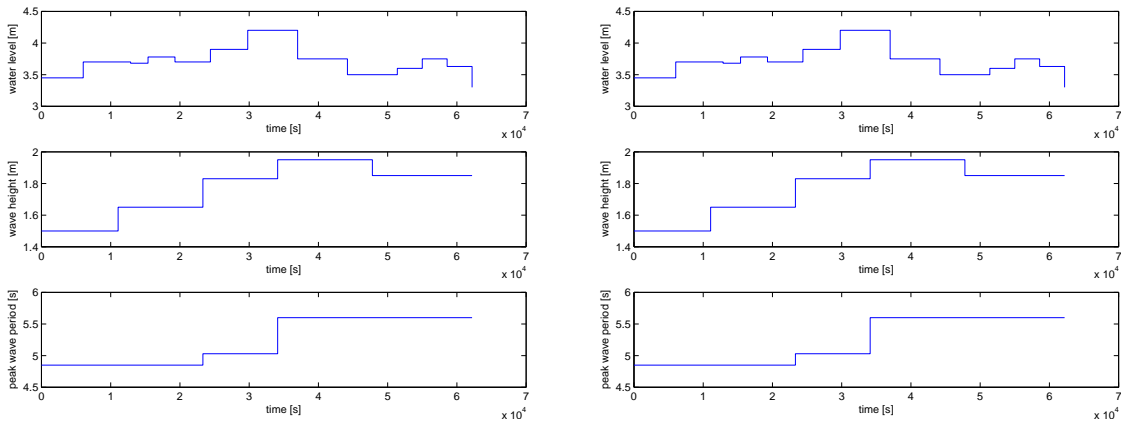 4.5
4
3.5
3
water level [m]
0 1 2 3 4 5 6 7
time [s]
x 10^4
2
1.8
1.6
1.4
wave height [m]
0 1 2 3 4 5 6 7
time [s]
x 10^4
6
5.5
5
4.5
peak wave period [s]
0 1 2 3 4 5 6 7
time [s]
x 10^4
4.5
4
3.5
3
water level [m]
0 1 2 3 4 5 6 7
time [s]
x 10^4
2
1.8
1.6
1.4
wave height [m]
0 1 2 3 4 5 6 7
time [s]
x 10^4
6
5.5
5
4.5
peak wave period [s]
0 1 2 3 4 5 6 7
time [s]
x 10^4